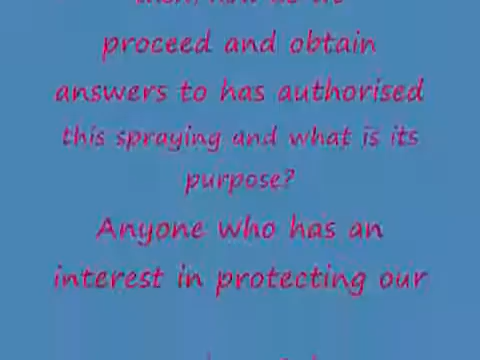 proceed and obtain
answers to has authorised
this spraying and what is its
purpose?
Anyone who has an
interest in protecting our